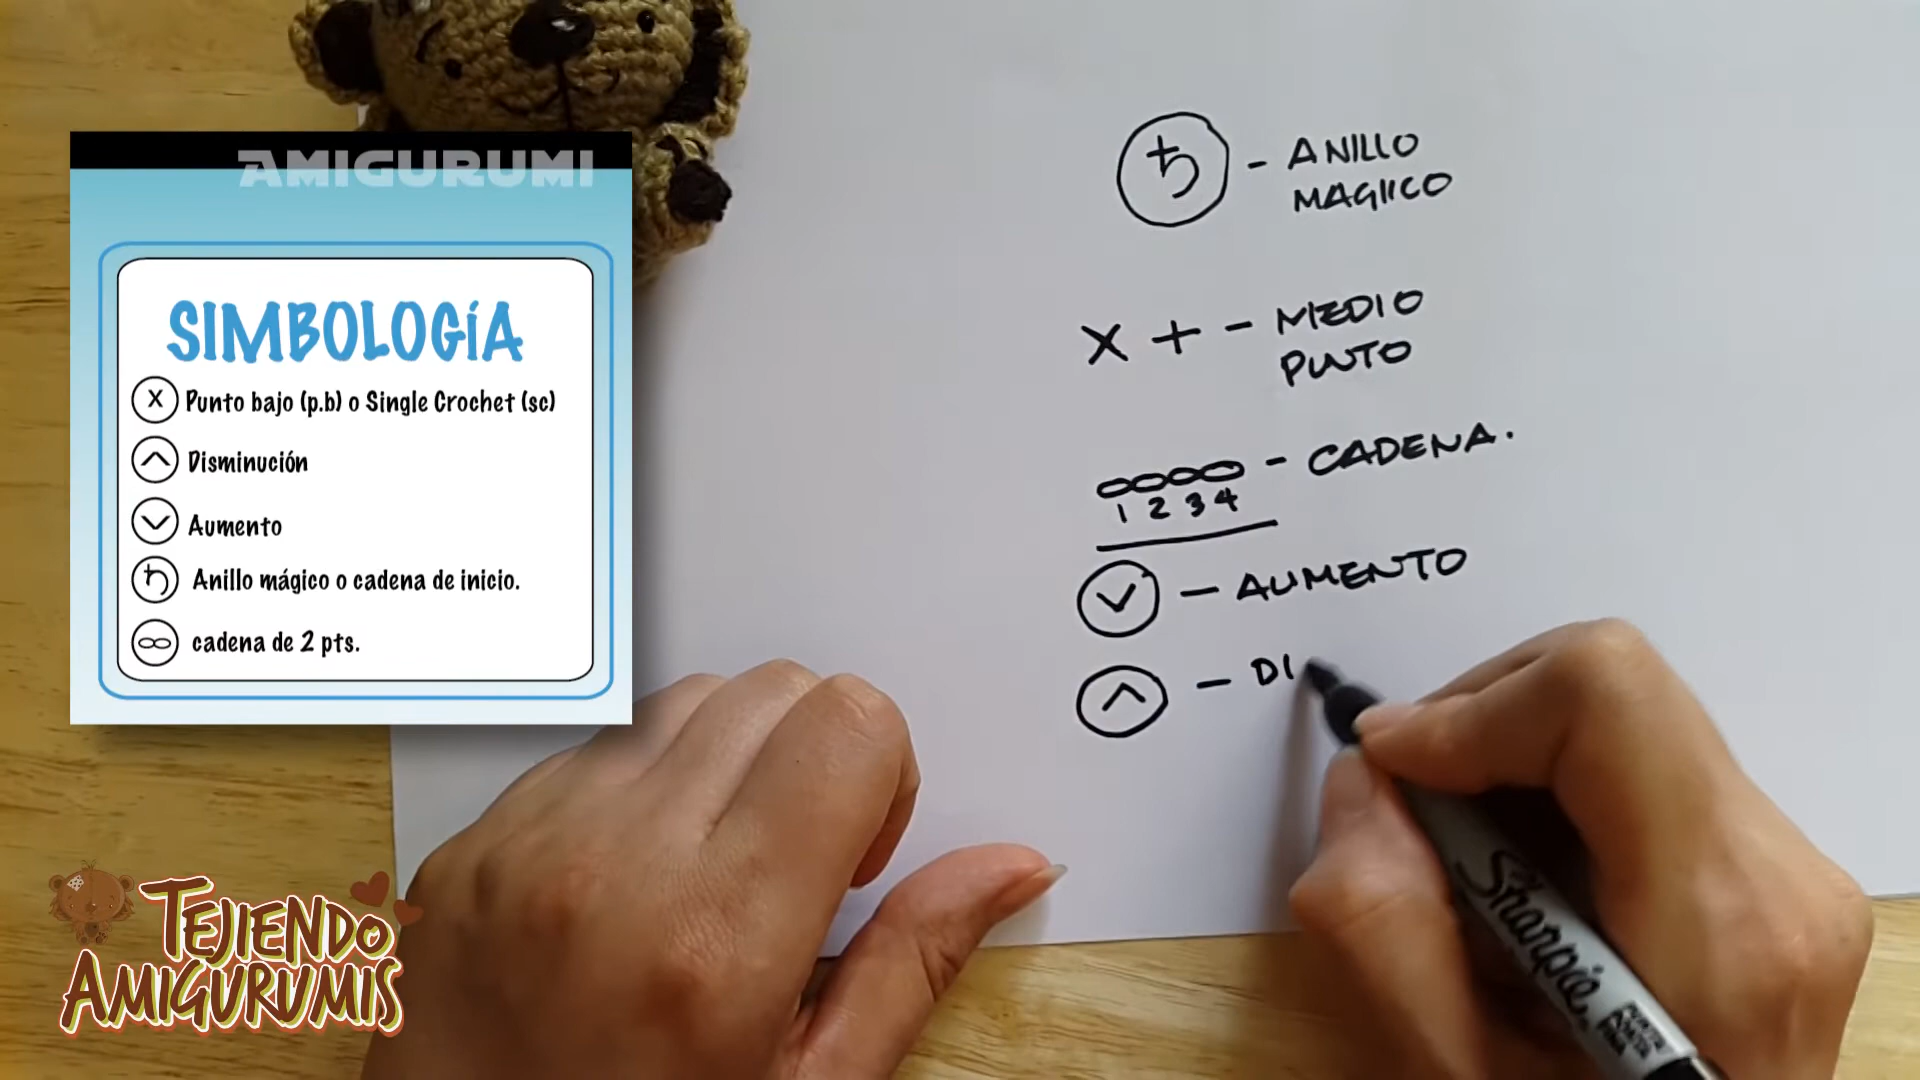 AMIGURUMI
SIMBOLOGÍA
X Punto bajo (p.b) o Single Crochet (sc)
Disminución
Aumento
Anillo mágico o cadena de inicio.
cadena de 2 pts.
TEJIENDO
AMIGURUMIS
- ANILLO
MAGIICO
X + - MEDIO
PUNTO
- CADENA.
1 2 3 4
- AUMENTO
- DI
Sharpie.